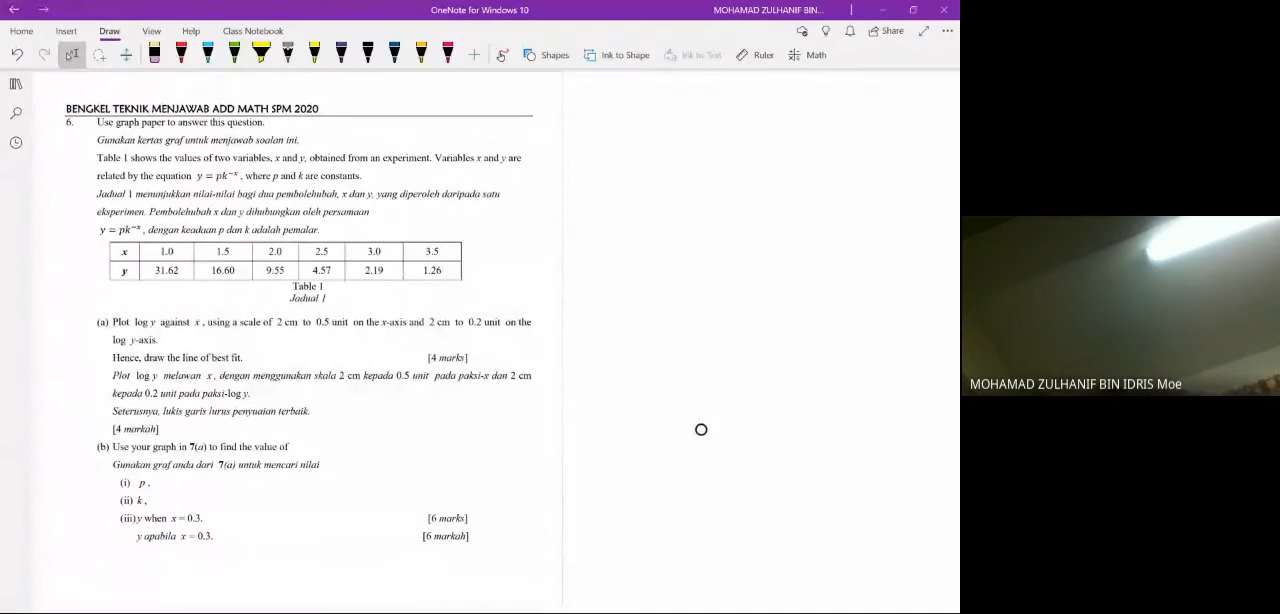 OneNote for Windows 10
MOHAMAD ZULHANIF BIN...
Home Insert Draw View Help Class Notebook Share
Shapes Ink to Shape Ink to Text Ruler Math
BENGKEL TEKNIK MENJAWAB ADD MATH SPM 2020
6. Use graph paper to answer this question.
Gunakan kertas graf untuk menjawab soalan ini.
Table 1 shows the values of two variables, x and y, obtained from an experiment. Variables x and y are
related by the equation y = pk⁻ˣ, where p and k are constants.
Jadual 1 menunjukkan nilai-nilai bagi dua pembolehubah, x dan y, yang diperoleh daripada satu
eksperimen. Pembolehubah x dan y dihubungkan oleh persamaan
y = pk⁻ˣ, dengan keadaan p dan k adalah pemalar.
x 1.0 1.5 2.0 2.5 3.0 3.5
y 31.62 16.60 9.55 4.57 2.19 1.26
Table 1
Jadual 1
(a) Plot log y against x , using a scale of 2 cm to 0.5 unit on the x-axis and 2 cm to 0.2 unit on the
log y-axis.
Hence, draw the line of best fit. [4 marks]
Plot log y melawan x, dengan menggunakan skala 2 cm kepada 0.5 unit pada paksi-x dan 2 cm
kepada 0.2 unit pada paksi-log y.
Seterusnya, lukis garis lurus penyuaian terbaik.
[4 markah]
(b) Use your graph in 7(a) to find the value of
Gunakan graf anda dari 7(a) untuk mencari nilai
(i) p ,
(ii) k ,
(iii) y when x = 0.3. [6 marks]
y apabila x = 0.3. [6 markah]
MOHAMAD ZULHANIF BIN IDRIS Moe